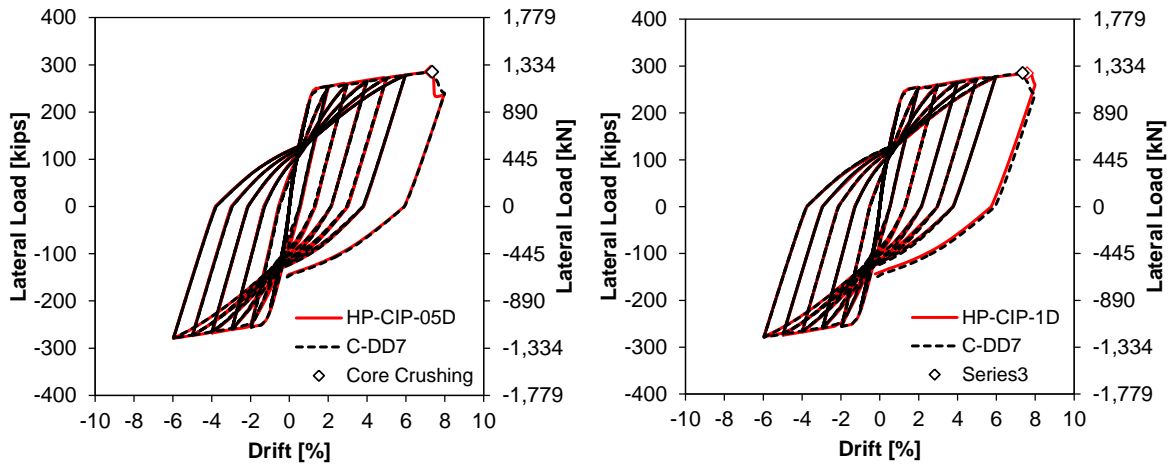 400
300
200
100
0
-100
-200
-300
-400
Lateral Load [kips]
1,779
1,334
890
445
0
-445
-890
-1,334
-1,779
Lateral Load [kN]
HP-CIP-05D
C-DD7
Core Crushing
-10 -8 -6 -4 -2 0 2 4 6 8 10
Drift [%]
400
300
200
100
0
-100
-200
-300
-400
Lateral Load [kips]
1,779
1,334
890
445
0
-445
-890
-1,334
-1,779
Lateral Load [kN]
HP-CIP-1D
C-DD7
Series3
-10 -8 -6 -4 -2 0 2 4 6 8 10
Drift [%]